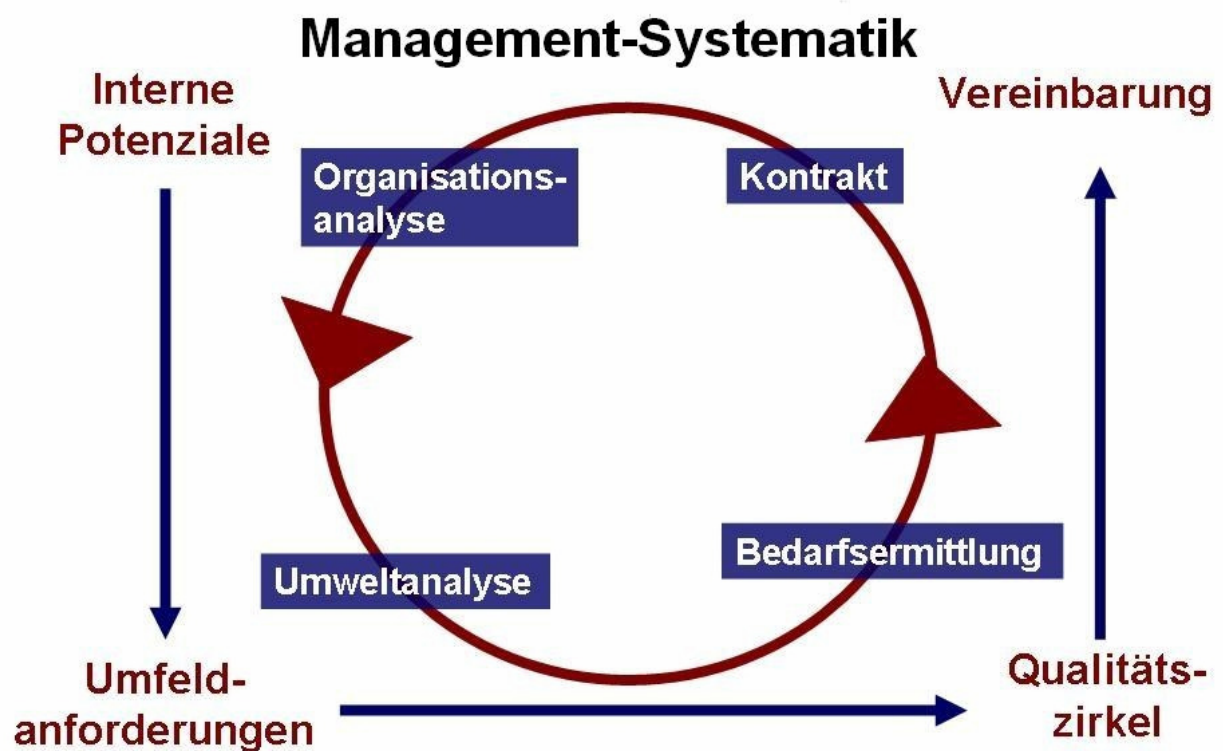 Management-Systematik
Interne
Potenziale
Vereinbarung
Organisations-
analyse
Kontrakt
Umweltanalyse
Bedarfsermittlung
Umfeld-
anforderungen
Qualitäts-
zirkel